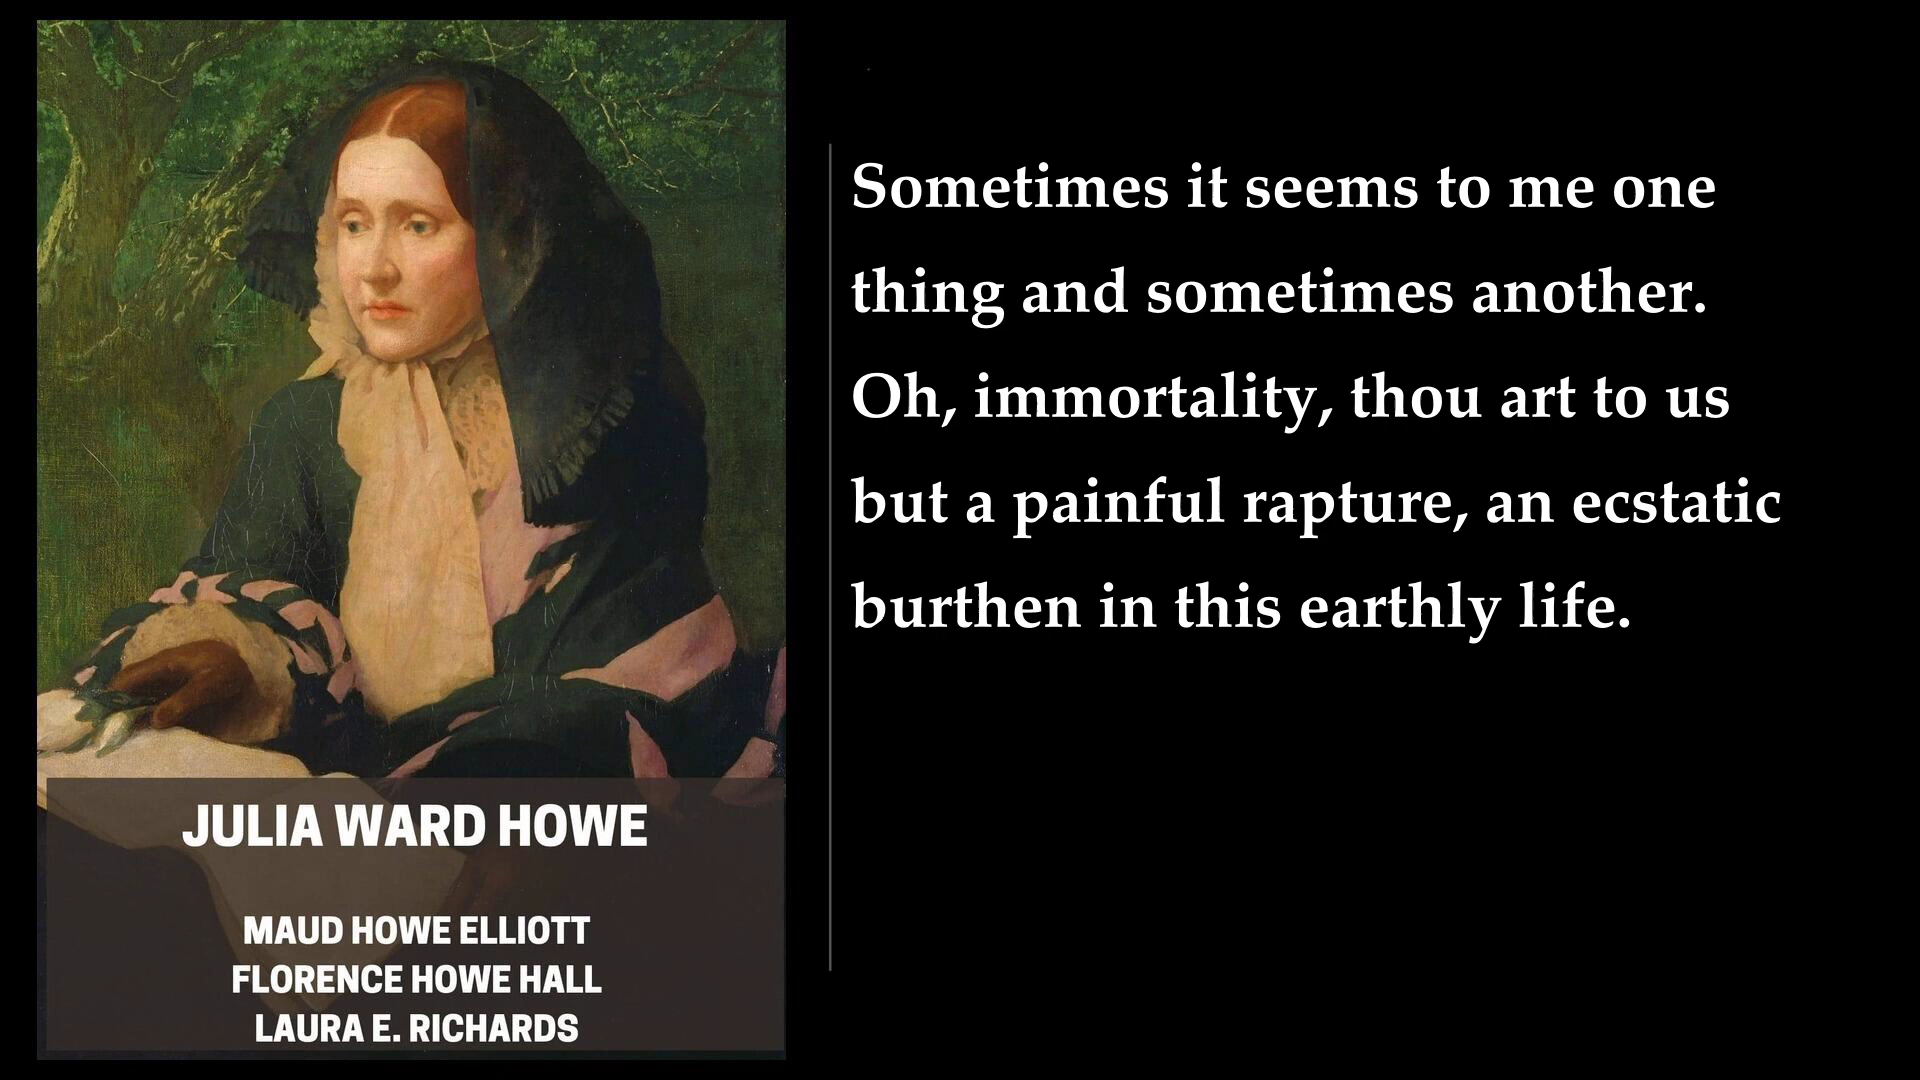 JULIA WARD HOWE
MAUD HOWE ELLIOTT
FLORENCE HOWE HALL
LAURA E. RICHARDS
Sometimes it seems to me one
thing and sometimes another.
Oh, immortality, thou art to us
but a painful rapture, an ecstatic
burthen in this earthly life.